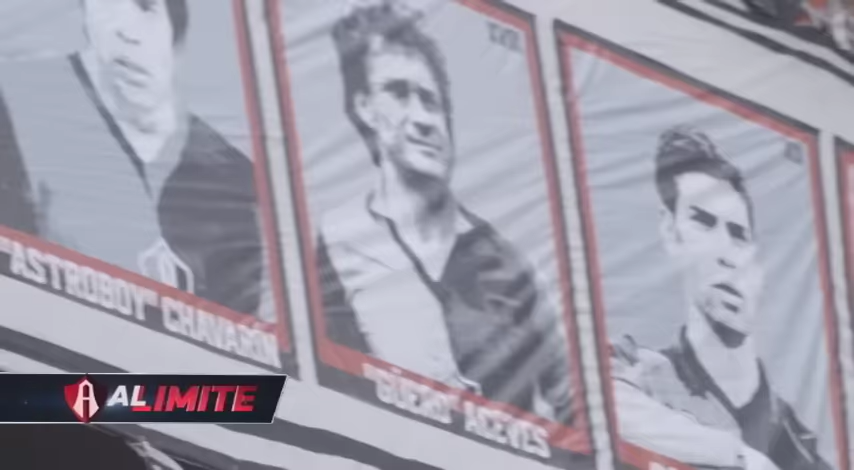 "ASTROBOY" CHAVARÍN
"GÜERO" ACEVES
AL LIMITE